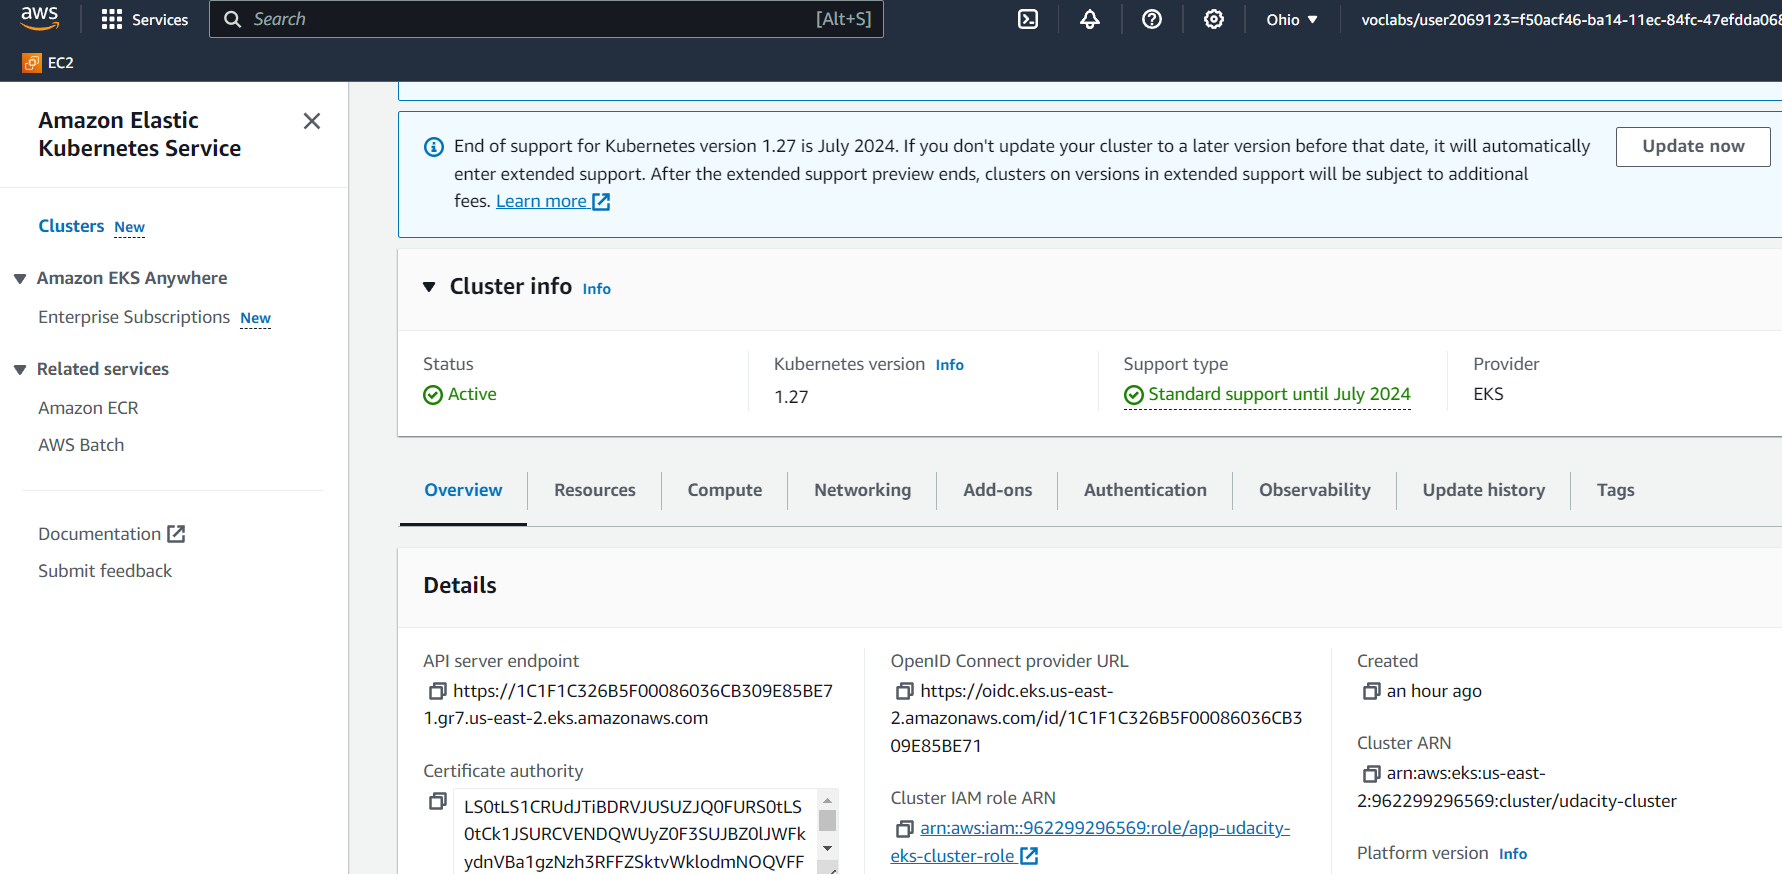 aws
Services
Search
[Alt+S]
Ohio ▼
voclabs/user2069123=f50acf46-ba14-11ec-84fc-47efdda068
EC2
Amazon Elastic
Kubernetes Service
Clusters New
Amazon EKS Anywhere
Enterprise Subscriptions New
Related services
Amazon ECR
AWS Batch
Documentation
Submit feedback
End of support for Kubernetes version 1.27 is July 2024. If you don't update your cluster to a later version before that date, it will automatically
enter extended support. After the extended support preview ends, clusters on versions in extended support will be subject to additional
fees. Learn more
Update now
Cluster info Info
Status
Active
Kubernetes version Info
1.27
Support type
Standard support until July 2024
Provider
EKS
Overview
Resources
Compute
Networking
Add-ons
Authentication
Observability
Update history
Tags
Details
API server endpoint
https://1C1F1C326B5F00086036CB309E85BE7
1.gr7.us-east-2.eks.amazonaws.com
Certificate authority
LS0tLS1CRUdJTiBDRVJUSUZJQ0FURS0tLS
0tCk1JSURCVENDQWUyZ0F3SUJBZ0lJWFk
ydnVBa1gzNzh3RFFZSktvWklodmNOQVFF
OpenID Connect provider URL
https://oidc.eks.us-east-
2.amazonaws.com/id/1C1F1C326B5F00086036CB3
09E85BE71
Cluster IAM role ARN
arn:aws:iam::962299296569:role/app-udacity-
eks-cluster-role
Created
an hour ago
Cluster ARN
arn:aws:eks:us-east-
2:962299296569:cluster/udacity-cluster
Platform version Info